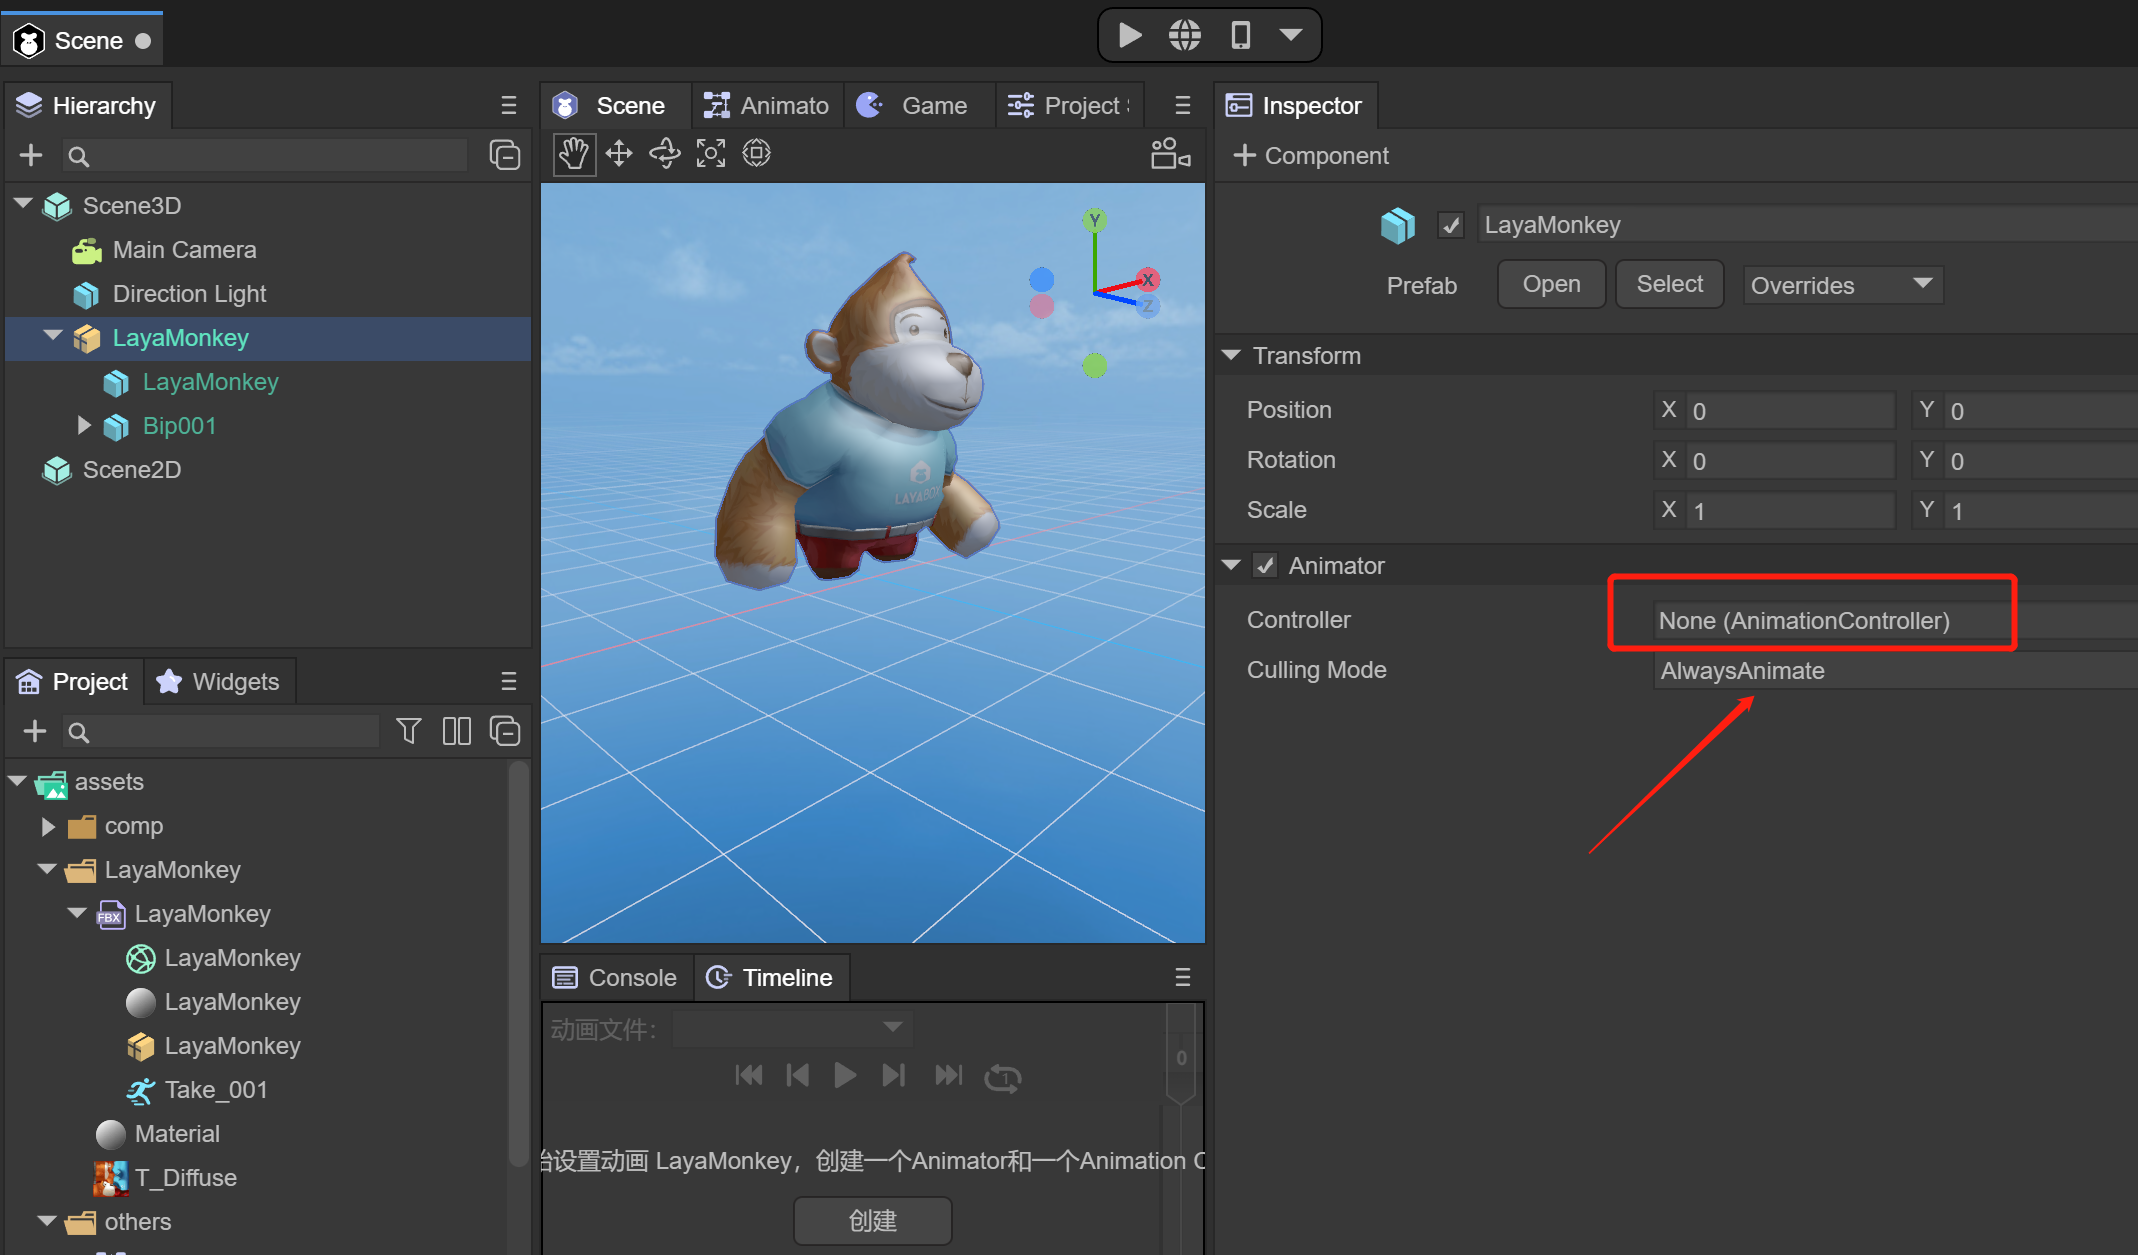 Scene
Hierarchy
Scene3D
Main Camera
Direction Light
LayaMonkey
LayaMonkey
Bip001
Scene2D
Project
Widgets
assets
comp
LayaMonkey
FBX LayaMonkey
LayaMonkey
LayaMonkey
LayaMonkey
Take_001
Material
T_Diffuse
others
Scene
Animato
Game
Project
Y
X
Z
LAYABOX
Console
Timeline
动画文件:
1
0
设置动画 LayaMonkey，创建一个Animator和一个Animation C
创建
Inspector
Component
LayaMonkey
Prefab
Open
Select
Overrides
Transform
Position X 0 Y 0
Rotation X 0 Y 0
Scale X 1 Y 1
Animator
Controller None (AnimationController)
Culling Mode AlwaysAnimate